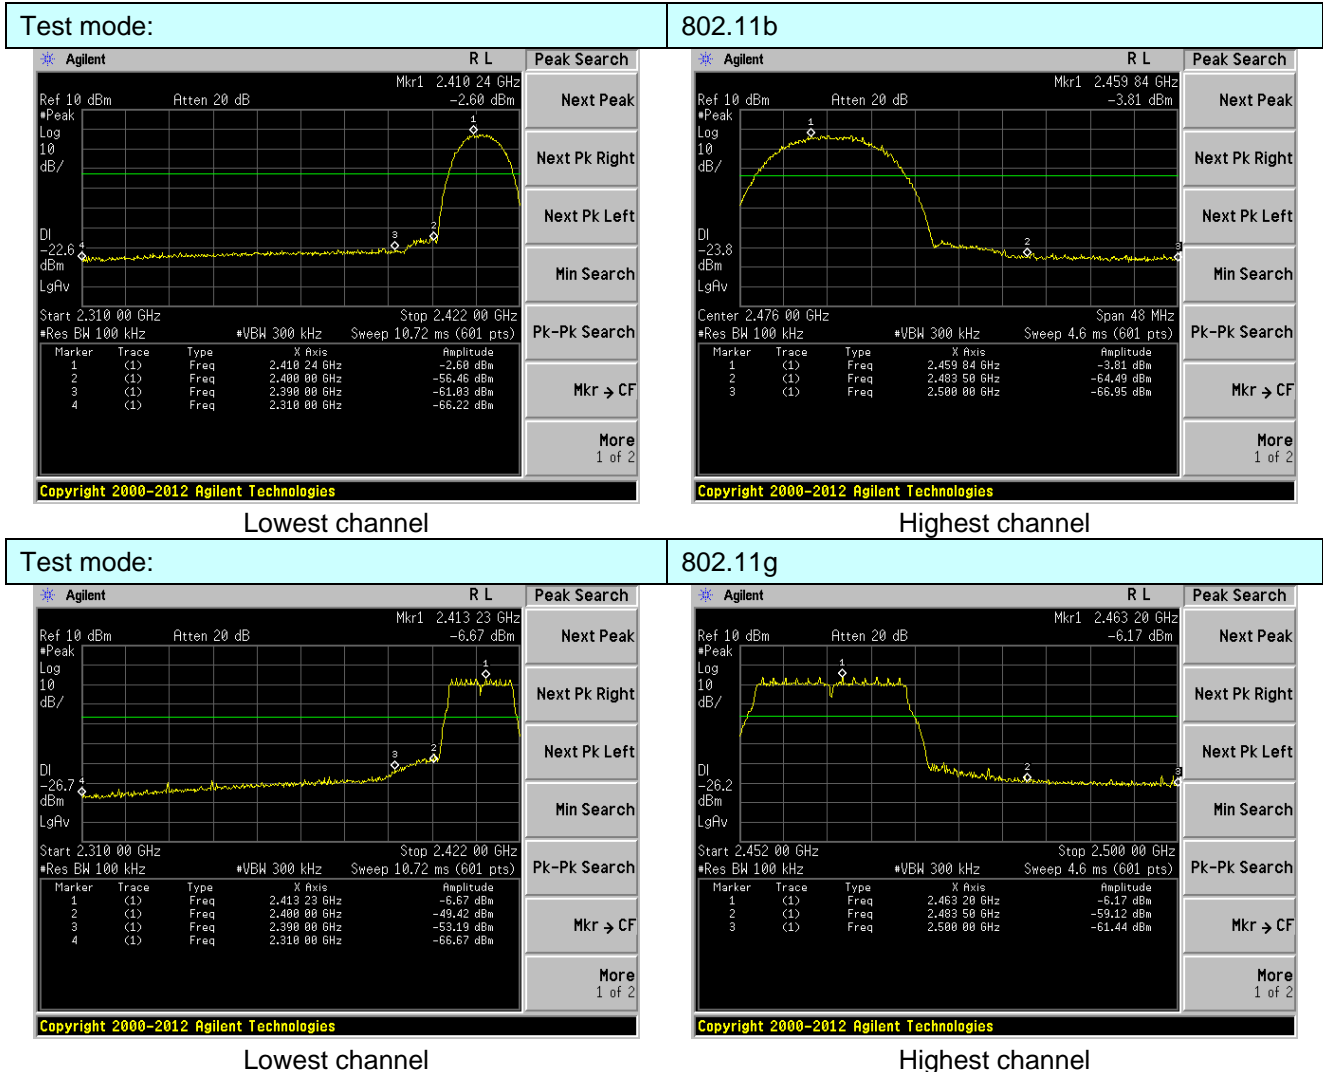 Test mode: 802.11b
Agilent R L Peak Search
Mkr1 2.410 24 GHz
Ref 10 dBm Atten 20 dB -2.60 dBm
#Peak
Log
10
dB/
1
2
3
4
DI
-22.6
dBm
LgAv
Start 2.310 00 GHz Stop 2.422 00 GHz
#Res BW 100 kHz #VBW 300 kHz Sweep 10.72 ms (601 pts)
Marker Trace Type X Axis Amplitude
1 (1) Freq 2.410 24 GHz -2.60 dBm
2 (1) Freq 2.400 00 GHz -56.46 dBm
3 (1) Freq 2.390 00 GHz -61.03 dBm
4 (1) Freq 2.310 00 GHz -66.22 dBm
Next Peak
Next Pk Right
Next Pk Left
Min Search
Pk-Pk Search
Mkr → CF
More
1 of 2
Copyright 2000-2012 Agilent Technologies
Lowest channel
Agilent R L Peak Search
Mkr1 2.459 84 GHz
Ref 10 dBm Atten 20 dB -3.81 dBm
#Peak
Log
10
dB/
1
2
3
DI
-23.8
dBm
LgAv
Center 2.476 00 GHz Span 48 MHz
#Res BW 100 kHz #VBW 300 kHz Sweep 4.6 ms (601 pts)
Marker Trace Type X Axis Amplitude
1 (1) Freq 2.459 84 GHz -3.81 dBm
2 (1) Freq 2.483 50 GHz -64.49 dBm
3 (1) Freq 2.500 00 GHz -66.95 dBm
Next Peak
Next Pk Right
Next Pk Left
Min Search
Pk-Pk Search
Mkr → CF
More
1 of 2
Copyright 2000-2012 Agilent Technologies
Highest channel
Test mode: 802.11g
Agilent R L Peak Search
Mkr1 2.413 23 GHz
Ref 10 dBm Atten 20 dB -6.67 dBm
#Peak
Log
10
dB/
1
2
3
4
DI
-26.7
dBm
LgAv
Start 2.310 00 GHz Stop 2.422 00 GHz
#Res BW 100 kHz #VBW 300 kHz Sweep 10.72 ms (601 pts)
Marker Trace Type X Axis Amplitude
1 (1) Freq 2.413 23 GHz -6.67 dBm
2 (1) Freq 2.400 00 GHz -49.42 dBm
3 (1) Freq 2.390 00 GHz -53.19 dBm
4 (1) Freq 2.310 00 GHz -66.67 dBm
Next Peak
Next Pk Right
Next Pk Left
Min Search
Pk-Pk Search
Mkr → CF
More
1 of 2
Copyright 2000-2012 Agilent Technologies
Lowest channel
Agilent R L Peak Search
Mkr1 2.463 20 GHz
Ref 10 dBm Atten 20 dB -6.17 dBm
#Peak
Log
10
dB/
1
2
3
DI
-26.2
dBm
LgAv
Start 2.452 00 GHz Stop 2.500 00 GHz
#Res BW 100 kHz #VBW 300 kHz Sweep 4.6 ms (601 pts)
Marker Trace Type X Axis Amplitude
1 (1) Freq 2.463 20 GHz -6.17 dBm
2 (1) Freq 2.483 50 GHz -59.12 dBm
3 (1) Freq 2.500 00 GHz -61.44 dBm
Next Peak
Next Pk Right
Next Pk Left
Min Search
Pk-Pk Search
Mkr → CF
More
1 of 2
Copyright 2000-2012 Agilent Technologies
Highest channel